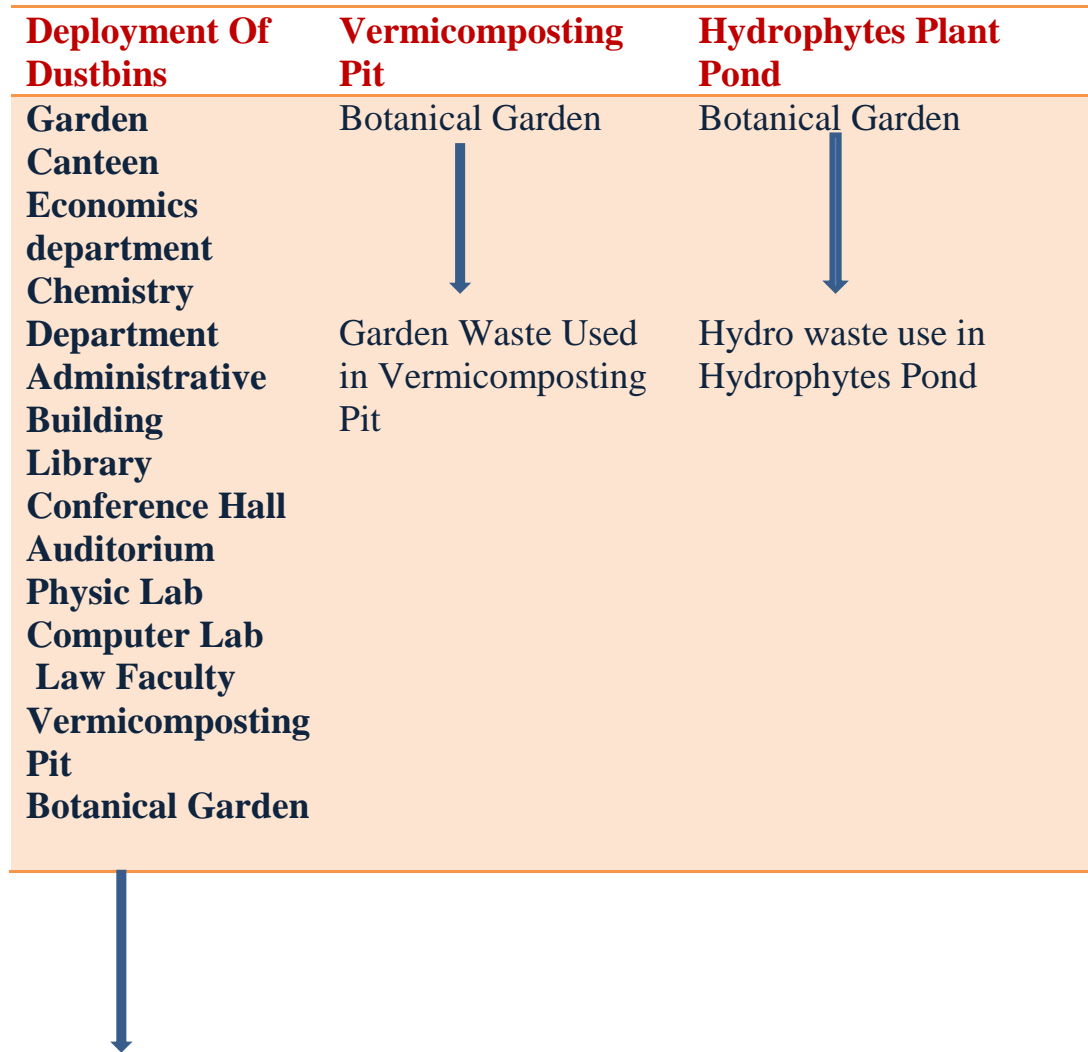 Deployment Of
Dustbins
Vermicomposting
Pit
Hydrophytes Plant
Pond
Garden
Canteen
Economics
department
Chemistry
Department
Administrative
Building
Library
Conference Hall
Auditorium
Physic Lab
Computer Lab
Law Faculty
Vermicomposting
Pit
Botanical Garden
Botanical Garden
Garden Waste Used
in Vermicomposting
Pit
Botanical Garden
Hydro waste use in
Hydrophytes Pond